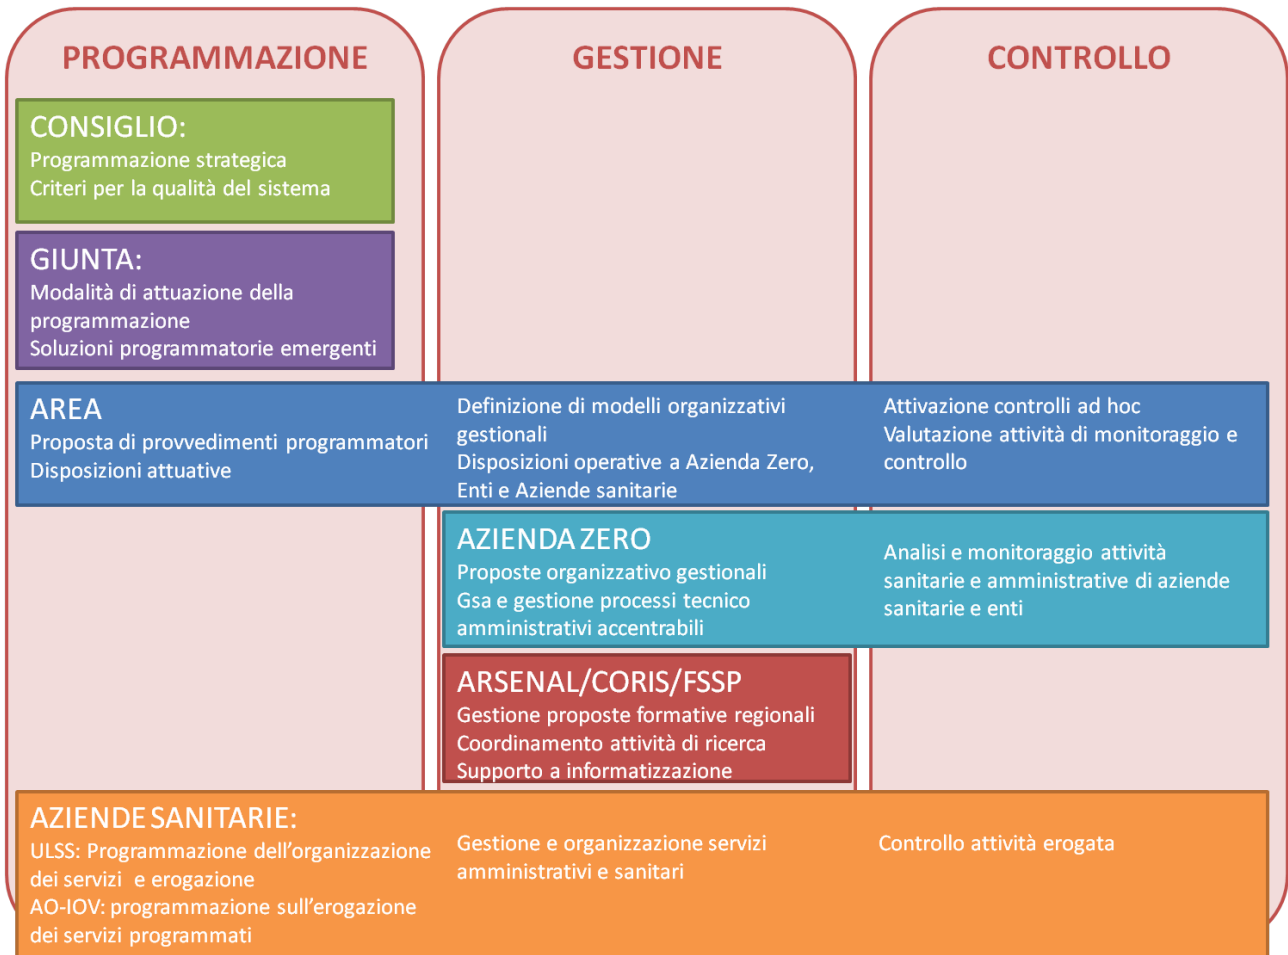 PROGRAMMAZIONE
GESTIONE
CONTROLLO
CONSIGLIO:
Programmazione strategica
Criteri per la qualità del sistema
GIUNTA:
Modalità di attuazione della
programmazione
Soluzioni programmatorie emergenti
AREA
Proposta di provvedimenti programmatori
Disposizioni attuative
Definizione di modelli organizzativi
gestionali
Disposizioni operative a Azienda Zero,
Enti e Aziende sanitarie
Attivazione controlli ad hoc
Valutazione attività di monitoraggio e
controllo
AZIENDA ZERO
Proposte organizzativo gestionali
Gsa e gestione processi tecnico
amministrativi accentrabili
Analisi e monitoraggio attività
sanitarie e amministrative di aziende
sanitarie e enti
ARSENAL/CORIS/FSSP
Gestione proposte formative regionali
Coordinamento attività di ricerca
Supporto a informatizzazione
AZIENDE SANITARIE:
ULSS: Programmazione dell'organizzazione
dei servizi e erogazione
AO-IOV: programmazione sull'erogazione
dei servizi programmati
Gestione e organizzazione servizi
amministrativi e sanitari
Controllo attività erogata